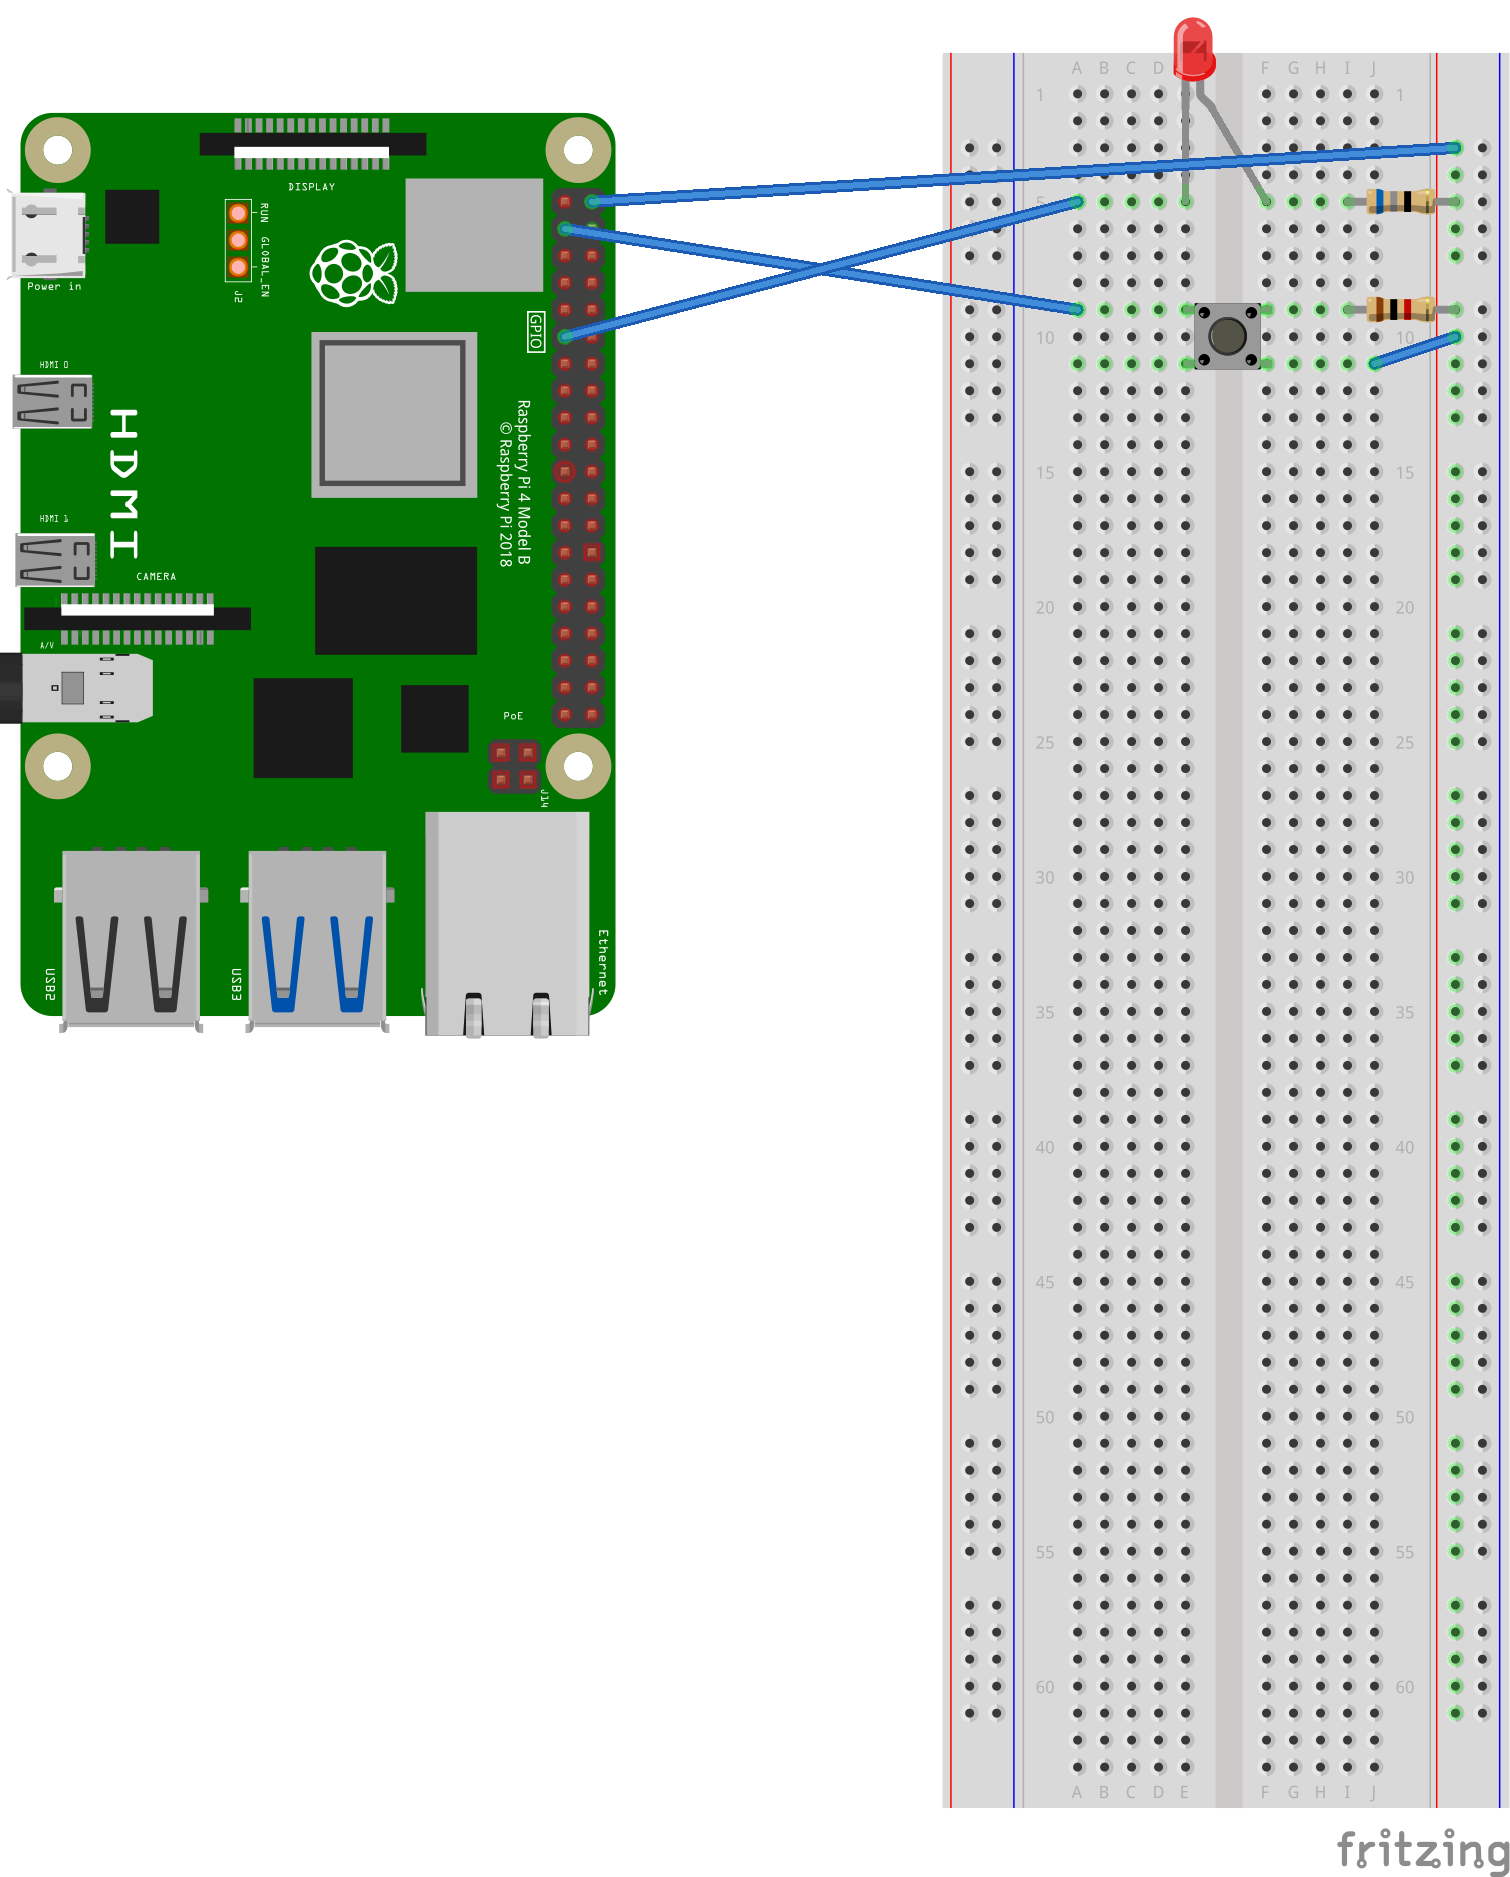 A B C D F G H I J
1 1
DISPLAY
RUN GLOBAL_EN
J2
5
Power in
GPIO
10 10
HDMI 0
HDMI
Raspberry Pi 4 Model B
© Raspberry Pi 2018
15 15
HDMI 1
CAMERA
20 20
A/V
PoE
25 25
J14
30 30
Ethernet
USB2
USB3
35 35
40 40
45 45
50 50
55 55
60 60
A B C D E F G H I J
fritzing